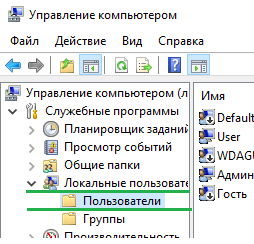 Управление компьютером
Файл Действие Вид Справка
Управление компьютером (л
Служебные программы
Планировщик заданий
Просмотр событий
Общие папки
Локальные пользовате
Пользователи
Группы
Производительность
Имя
Default
User
WDAGU
Админ
Гость